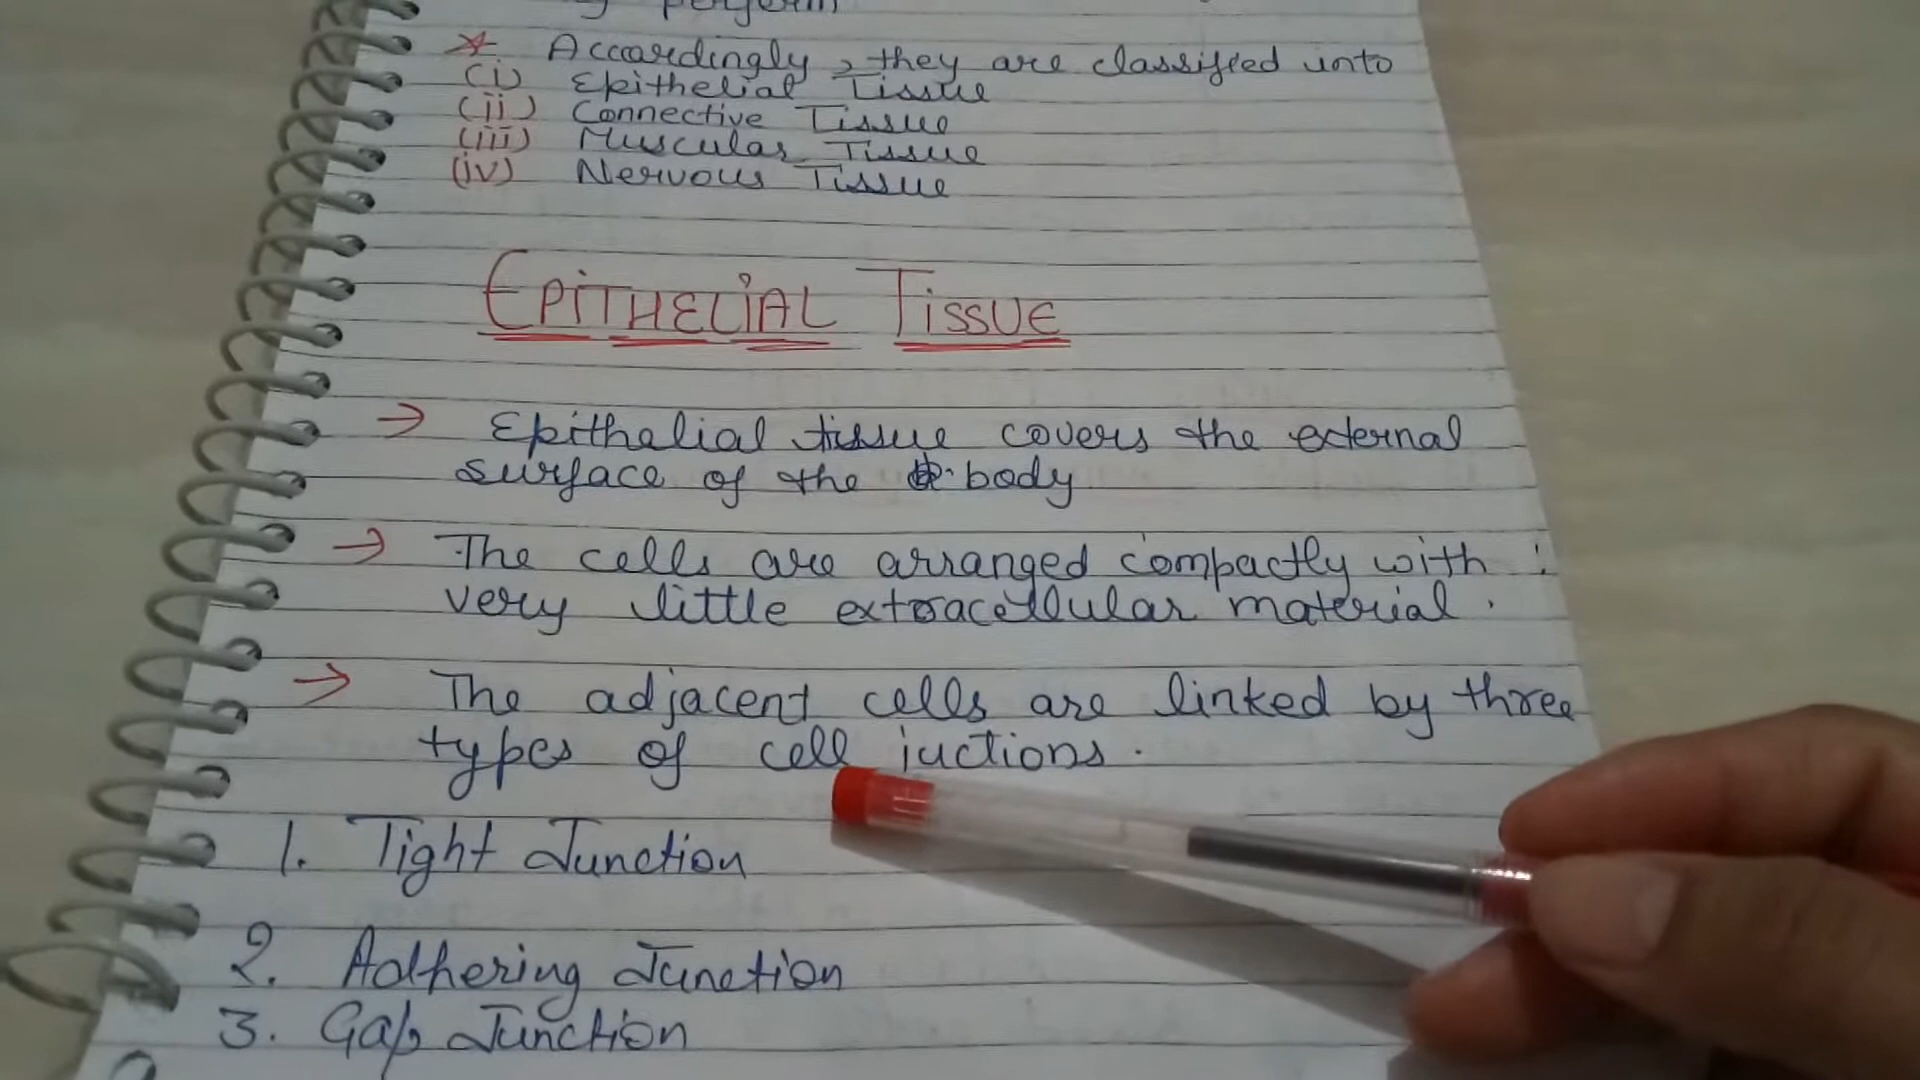 perform
* Accordingly, they are classified into
(i) Epithelial Tissue
(ii) Connective Tissue
(iii) Muscular Tissue
(iv) Nervous Tissue
EPITHELIAL TISSUE
→ Epithelial tissue covers the external
surface of the body
→ The cells are arranged compactly with
very little extracellular material.
→ The adjacent cells are linked by three
types of cell juctions.
1. Tight Junction
2. Adhering Junction
3. Gap Junction